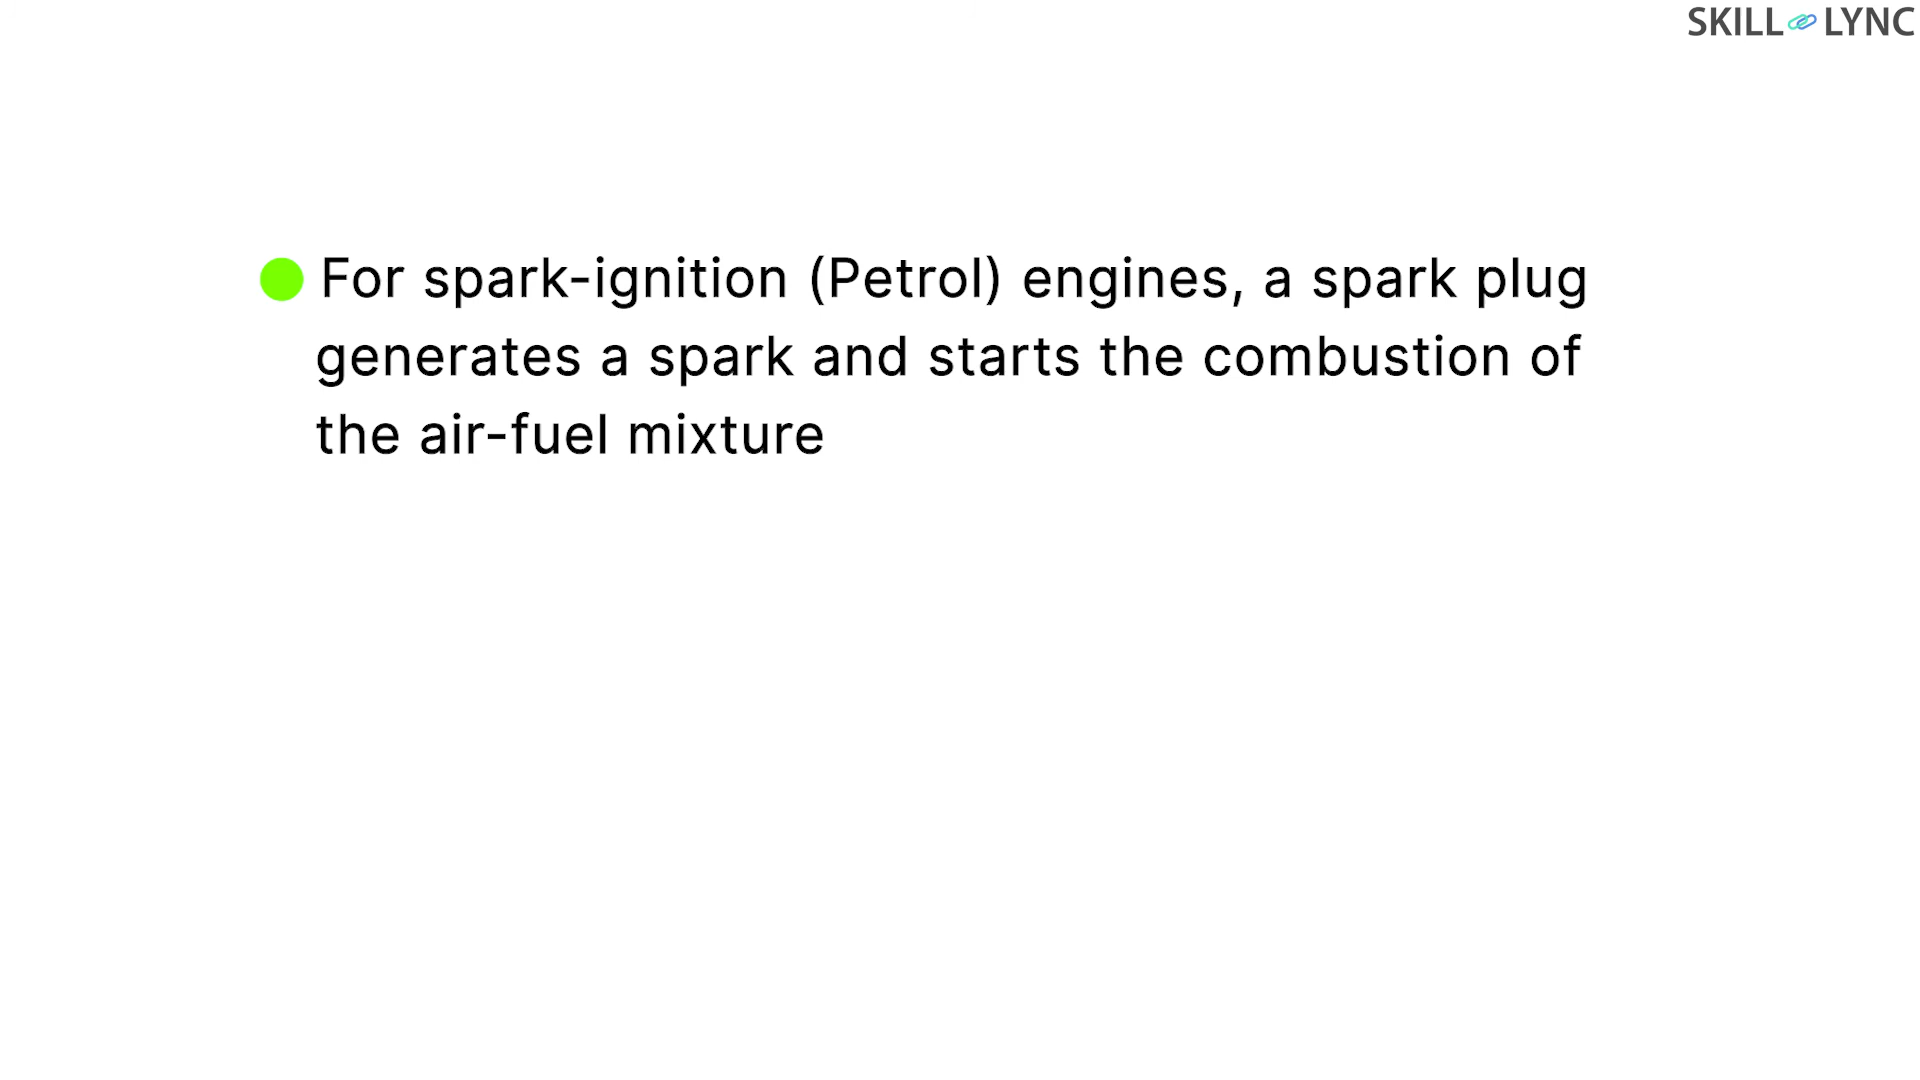 SKILL LYNC
For spark-ignition (Petrol) engines, a spark plug
generates a spark and starts the combustion of
the air-fuel mixture